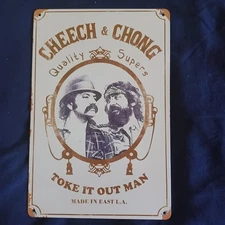 CHEECH & CHONG
Quality Supers
TOKE IT OUT MAN
MADE IN EAST L.A.